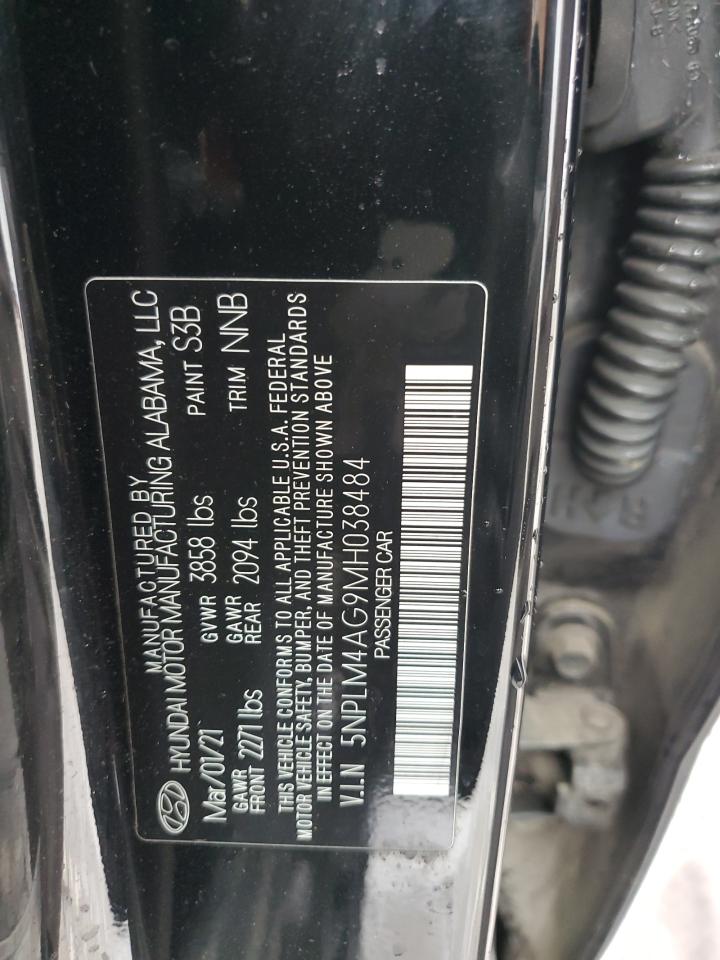 MANUFACTURED BY
HYUNDAI MOTOR MANUFACTURING ALABAMA, LLC
Mar/01/21 GVWR 3858 lbs PAINT S3B
GAWR FRONT 2271 lbs GAWR REAR 2094 lbs TRIM NNB
THIS VEHICLE CONFORMS TO ALL APPLICABLE U.S.A. FEDERAL
MOTOR VEHICLE SAFETY, BUMPER, AND THEFT PREVENTION STANDARDS
IN EFFECT ON THE DATE OF MANUFACTURE SHOWN ABOVE
V.I.N 5NPLM4AG9MH038484
PASSENGER CAR